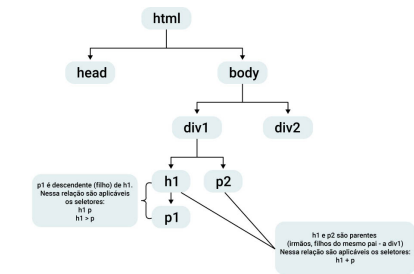 html
head
body
div1
div2
h1
p2
p1
p1 é descendente (filho) de h1.
Nessa relação são aplicáveis
os seletores:
h1 p
h1 > p
h1 e p2 são parentes
(irmãos, filhos do mesmo pai - a div1)
Nessa relação são aplicáveis os seletores:
h1 + p